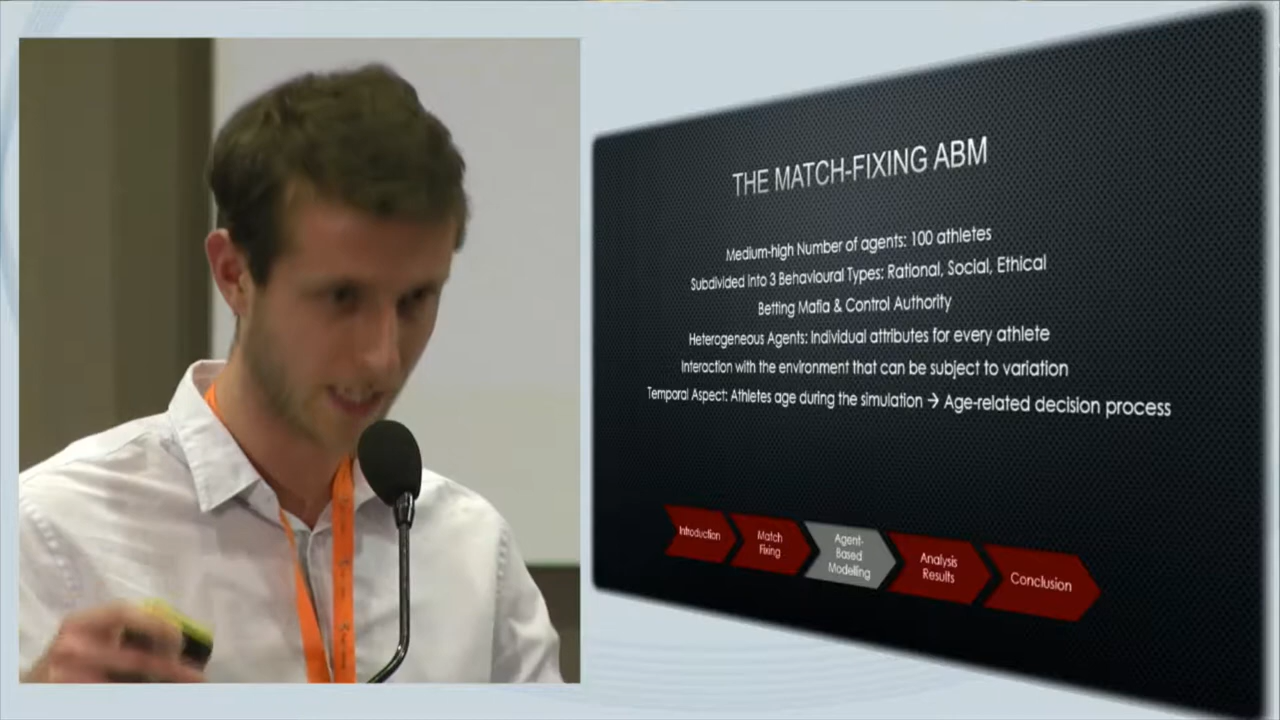 THE MATCH-FIXING ABM
Medium-high Number of agents: 100 athletes
Subdivided into 3 Behavioural Types: Rational, Social, Ethical
Betting Mafia & Control Authority
Heterogeneous Agents: Individual attributes for every athlete
Interaction with the environment that can be subject to variation
Temporal Aspect: Athletes age during the simulation → Age-related decision process
Introduction
Match
Fixing
Agent-
Based
Modelling
Analysis
Results
Conclusion